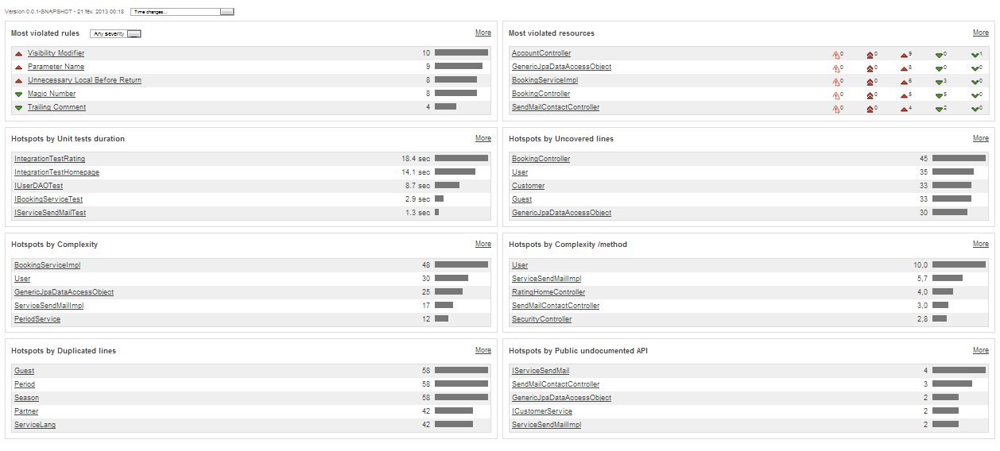 Version 0.0.1-SNAPSHOT - 21 fév. 2013 00:18 Time changes...
Most violated rules Any severity More
Visibility Modifier 10
Parameter Name 9
Unnecessary Local Before Return 8
Magic Number 8
Trailing Comment 4
Most violated resources More
AccountController 0 0 9 0 1
GenericJpaDataAccessObject 0 0 8 0 0
BookingServiceImpl 0 0 6 3 0
BookingController 0 0 5 5 0
SendMailContactController 0 0 4 2 0
Hotspots by Unit tests duration More
IntegrationTestRating 18.4 sec
IntegrationTestHomepage 14.1 sec
IUserDAOTest 8.7 sec
IBookingServiceTest 2.9 sec
IServiceSendMailTest 1.3 sec
Hotspots by Uncovered lines More
BookingController 45
User 35
Customer 33
Guest 33
GenericJpaDataAccessObject 30
Hotspots by Complexity More
BookingServiceImpl 48
User 30
GenericJpaDataAccessObject 25
ServiceSendMailImpl 17
PeriodService 12
Hotspots by Complexity /method More
User 10,0
ServiceSendMailImpl 5,7
RatingHomeController 4,0
SendMailContactController 3,0
SecurityController 2,8
Hotspots by Duplicated lines More
Guest 58
Period 58
Season 58
Partner 42
ServiceLang 42
Hotspots by Public undocumented API More
IServiceSendMail 4
SendMailContactController 3
GenericJpaDataAccessObject 2
ICustomerService 2
ServiceSendMailImpl 2